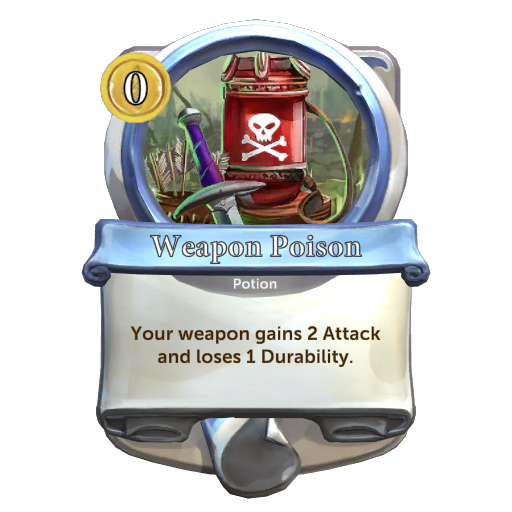 0
Weapon Poison
Potion
Your weapon gains 2 Attack
and loses 1 Durability.